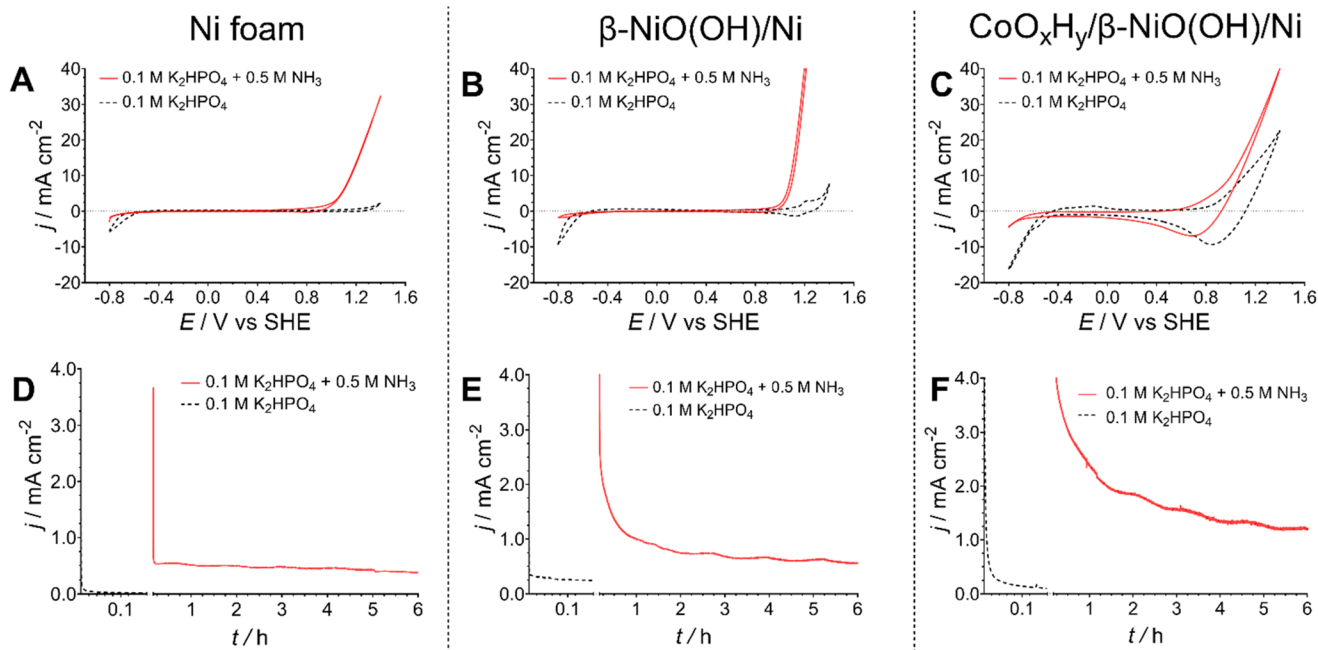 Ni foam
β-NiO(OH)/Ni
CoOxHy/β-NiO(OH)/Ni
A
40
30
20
10
0
-10
-20
j / mA cm-2
0.1 M K2HPO4 + 0.5 M NH3
0.1 M K2HPO4
-0.8 -0.4 0.0 0.4 0.8 1.2 1.6
E / V vs SHE
B
40
30
20
10
0
-10
-20
j / mA cm-2
0.1 M K2HPO4 + 0.5 M NH3
0.1 M K2HPO4
-0.8 -0.4 0.0 0.4 0.8 1.2 1.6
E / V vs SHE
C
40
30
20
10
0
-10
-20
j / mA cm-2
0.1 M K2HPO4 + 0.5 M NH3
0.1 M K2HPO4
-0.8 -0.4 0.0 0.4 0.8 1.2 1.6
E / V vs SHE
D
4.0
3.0
2.0
1.0
0.0
j / mA cm-2
0.1 M K2HPO4 + 0.5 M NH3
0.1 M K2HPO4
0.1 1 2 3 4 5 6
t / h
E
4.0
3.0
2.0
1.0
0.0
j / mA cm-2
0.1 M K2HPO4 + 0.5 M NH3
0.1 M K2HPO4
0.1 1 2 3 4 5 6
t / h
F
4.0
3.0
2.0
1.0
0.0
j / mA cm-2
0.1 M K2HPO4 + 0.5 M NH3
0.1 M K2HPO4
0.1 1 2 3 4 5 6
t / h